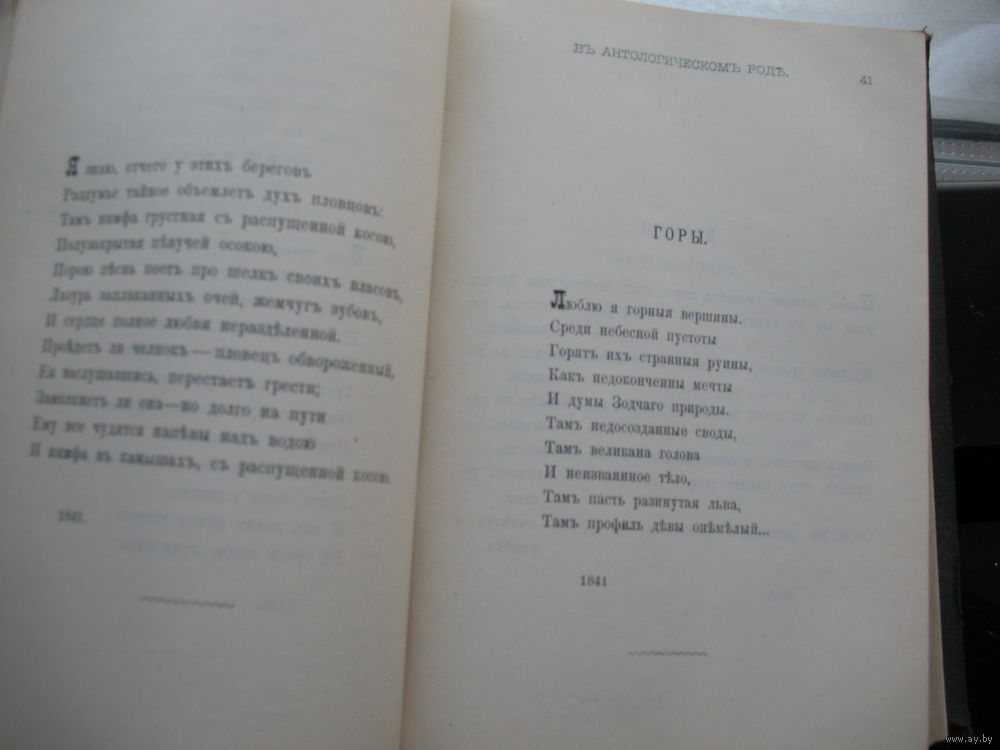 Я знаю, отчего у этихъ береговъ
Раздумье тайное объемлетъ духъ пловцовъ:
Тамъ нимфа грустная съ распущенной косою,
Полузакрытая пѣвучей осокою,
Порою пѣснь поетъ про шелкъ своихъ власовъ,
Лазурь заплаканныхъ очей, жемчугъ зубовъ,
И сердце полное любви нераздѣленной.
Проѣдетъ ли челнокъ — пловецъ обвороженный,
Ея заслушавшись, перестаетъ грести;
Замолкнетъ ли она — но долго на пути
Ему все чудятся напѣвы надъ водою
И нимфа въ камышахъ, съ распущенной косою.
1841.
ВЪ АНТОЛОГИЧЕСКОМЪ РОДѢ.
41
ГОРЫ.
Люблю я горныя вершины.
Среди небесной пустоты
Горятъ ихъ странныя руины,
Какъ недоконченны мечты
И думы Зодчаго природы.
Тамъ недосозданные своды,
Тамъ великана голова
И неизваянное тѣло,
Тамъ пасть разинутая льва,
Тамъ профиль дѣвы онѣмѣлый...
1841
www.ay.by